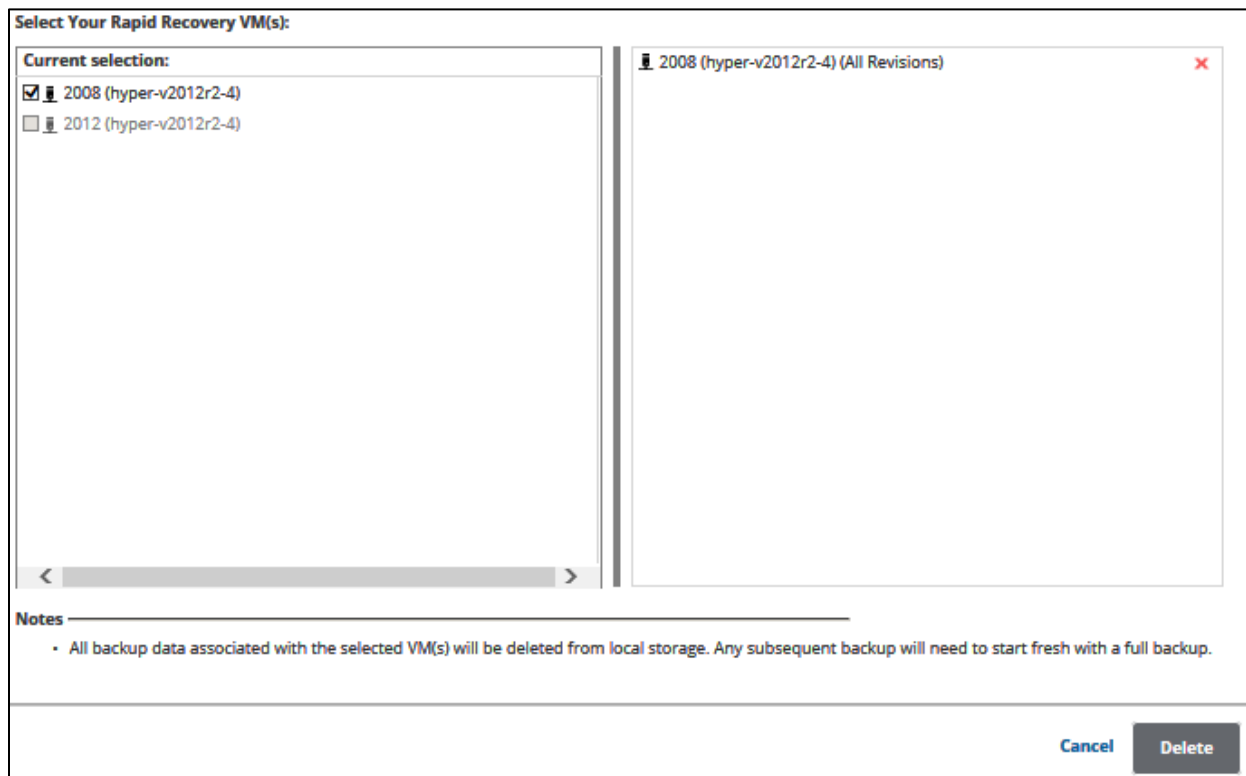 Select Your Rapid Recovery VM(s):
Current selection:
2008 (hyper-v2012r2-4)
2012 (hyper-v2012r2-4)
2008 (hyper-v2012r2-4) (All Revisions)
Notes
• All backup data associated with the selected VM(s) will be deleted from local storage. Any subsequent backup will need to start fresh with a full backup.
Cancel
Delete